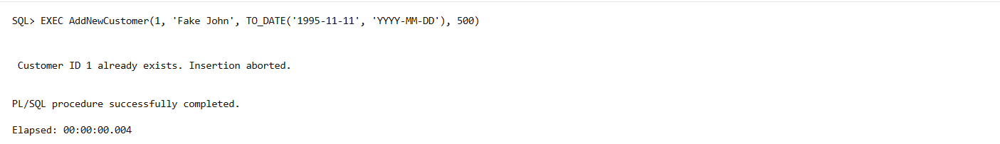 SQL> EXEC AddNewCustomer(1, 'Fake John', TO_DATE('1995-11-11', 'YYYY-MM-DD'), 500)
Customer ID 1 already exists. Insertion aborted.
PL/SQL procedure successfully completed.
Elapsed: 00:00:00.004